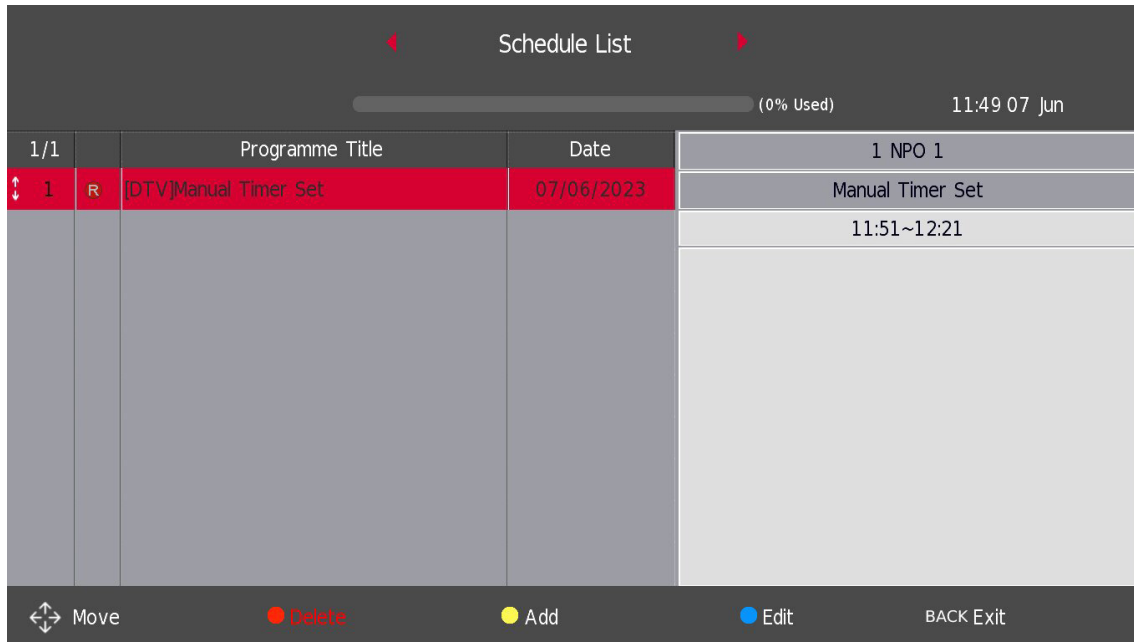 Schedule List
(0% Used) 11:49 07 Jun
1/1 Programme Title Date 1 NPO 1
1 R [DTV]Manual Timer Set 07/06/2023 Manual Timer Set
11:51~12:21
Move Delete Add Edit BACK Exit